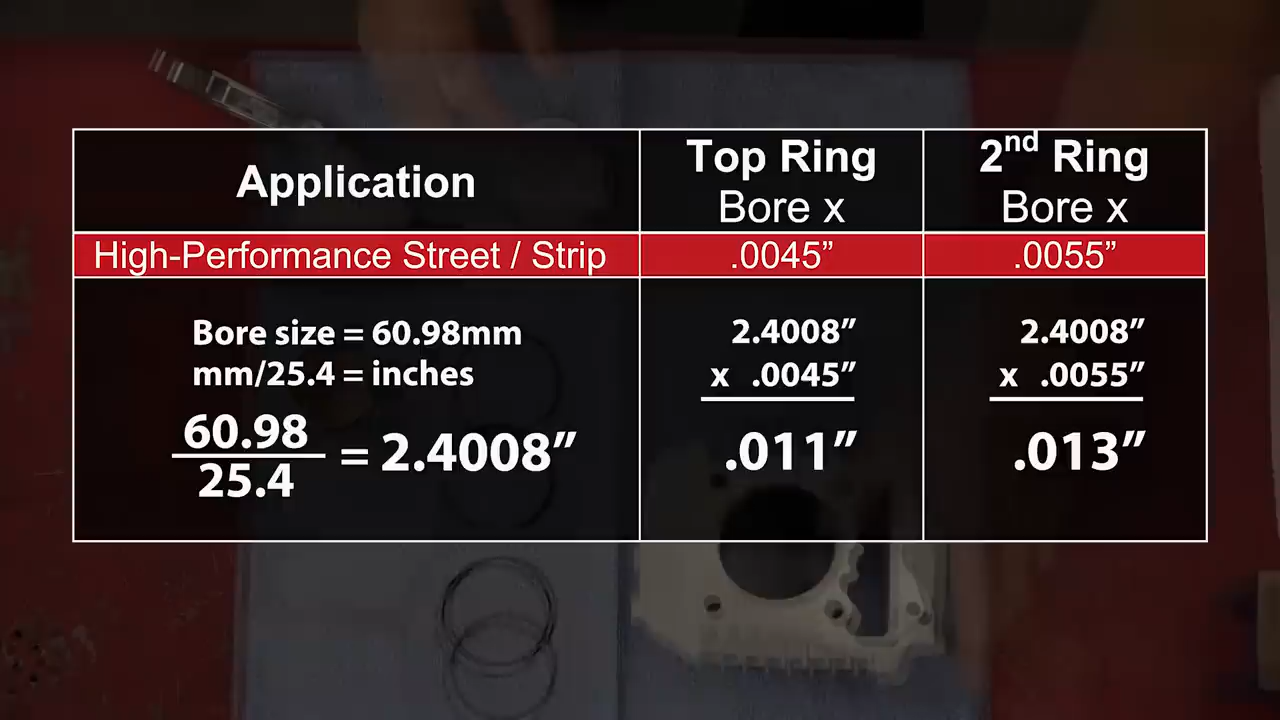 Application
Top Ring
Bore x
2nd Ring
Bore x
High-Performance Street / Strip
.0045”
.0055”
Bore size = 60.98mm
mm/25.4 = inches
60.98
25.4
= 2.4008”
2.4008”
x .0045”
.011”
2.4008”
x .0055”
.013”